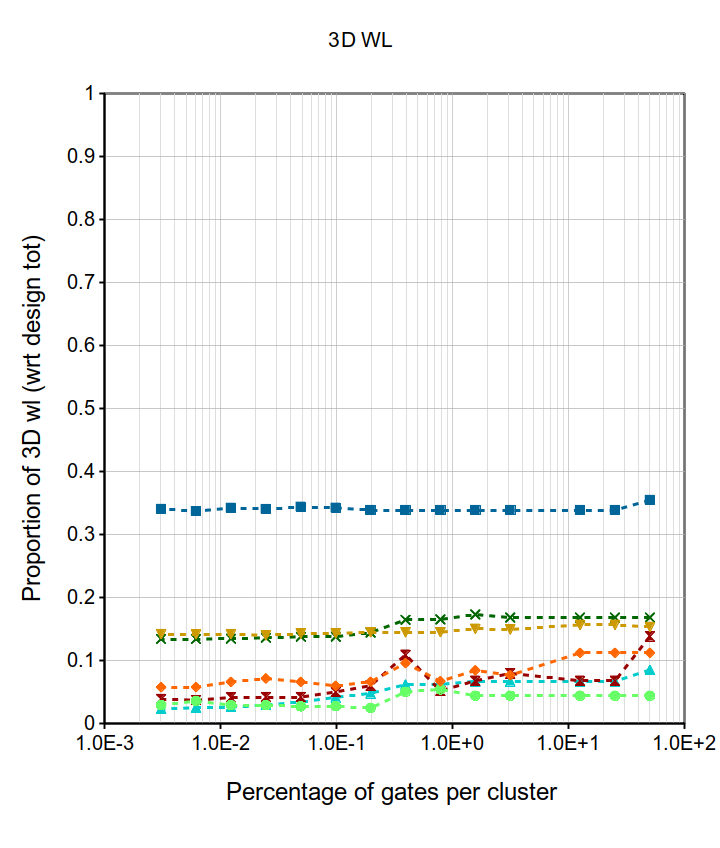 3D WL
1
0.9
0.8
0.7
0.6
0.5
0.4
0.3
0.2
0.1
0
Proportion of 3D wl (wrt design tot)
1.0E-3 1.0E-2 1.0E-1 1.0E+0 1.0E+1 1.0E+2
Percentage of gates per cluster